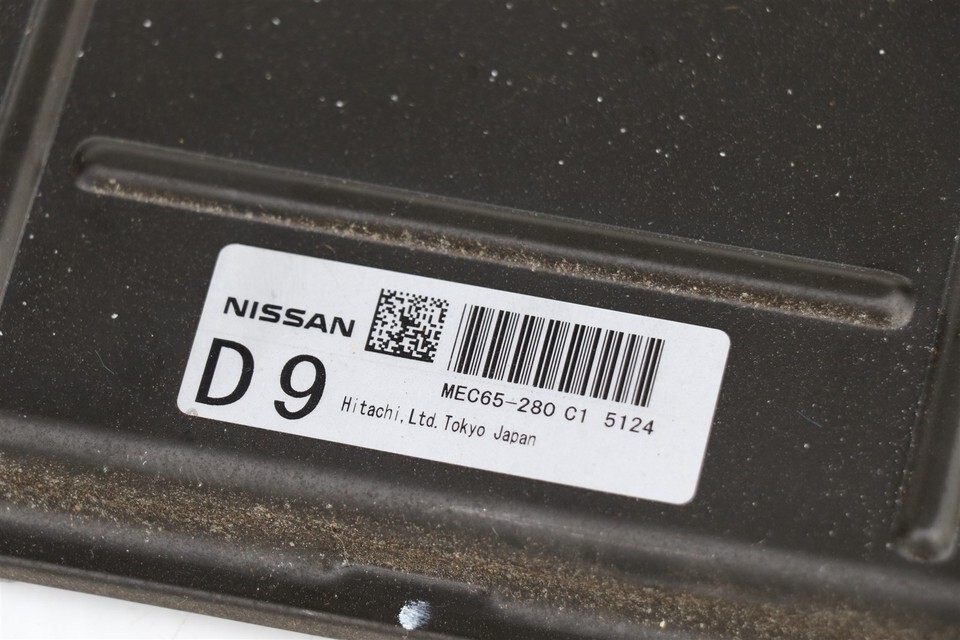 NISSAN
D9
MEC65-280 C1 5124
Hitachi,Ltd. Tokyo Japan